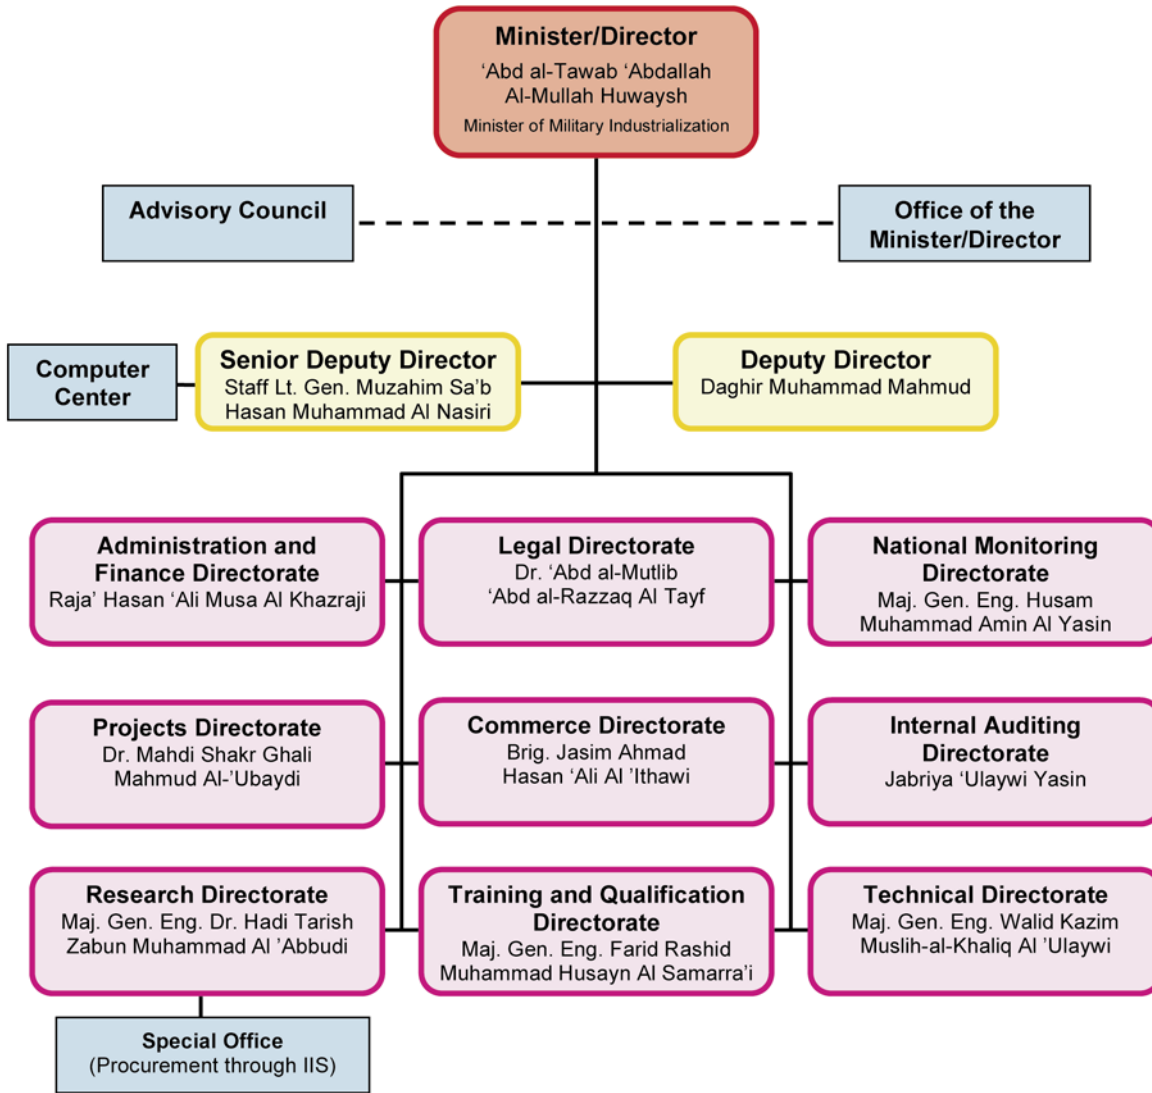 Minister/Director
‘Abd al-Tawab ‘Abdallah
Al-Mullah Huwaysh
Minister of Military Industrialization
Advisory Council
Office of the
Minister/Director
Computer
Center
Senior Deputy Director
Staff Lt. Gen. Muzahim Sa’b
Hasan Muhammad Al Nasiri
Deputy Director
Daghir Muhammad Mahmud
Administration and
Finance Directorate
Raja’ Hasan ‘Ali Musa Al Khazraji
Legal Directorate
Dr. ‘Abd al-Mutlib
‘Abd al-Razzaq Al Tayf
National Monitoring
Directorate
Maj. Gen. Eng. Husam
Muhammad Amin Al Yasin
Projects Directorate
Dr. Mahdi Shakr Ghali
Mahmud Al-’Ubaydi
Commerce Directorate
Brig. Jasim Ahmad
Hasan ‘Ali Al ’Ithawi
Internal Auditing
Directorate
Jabriya ‘Ulaywi Yasin
Research Directorate
Maj. Gen. Eng. Dr. Hadi Tarish
Zabun Muhammad Al ’Abbudi
Training and Qualification
Directorate
Maj. Gen. Eng. Farid Rashid
Muhammad Husayn Al Samarra’i
Technical Directorate
Maj. Gen. Eng. Walid Kazim
Muslih-al-Khaliq Al ’Ulaywi
Special Office
(Procurement through IIS)